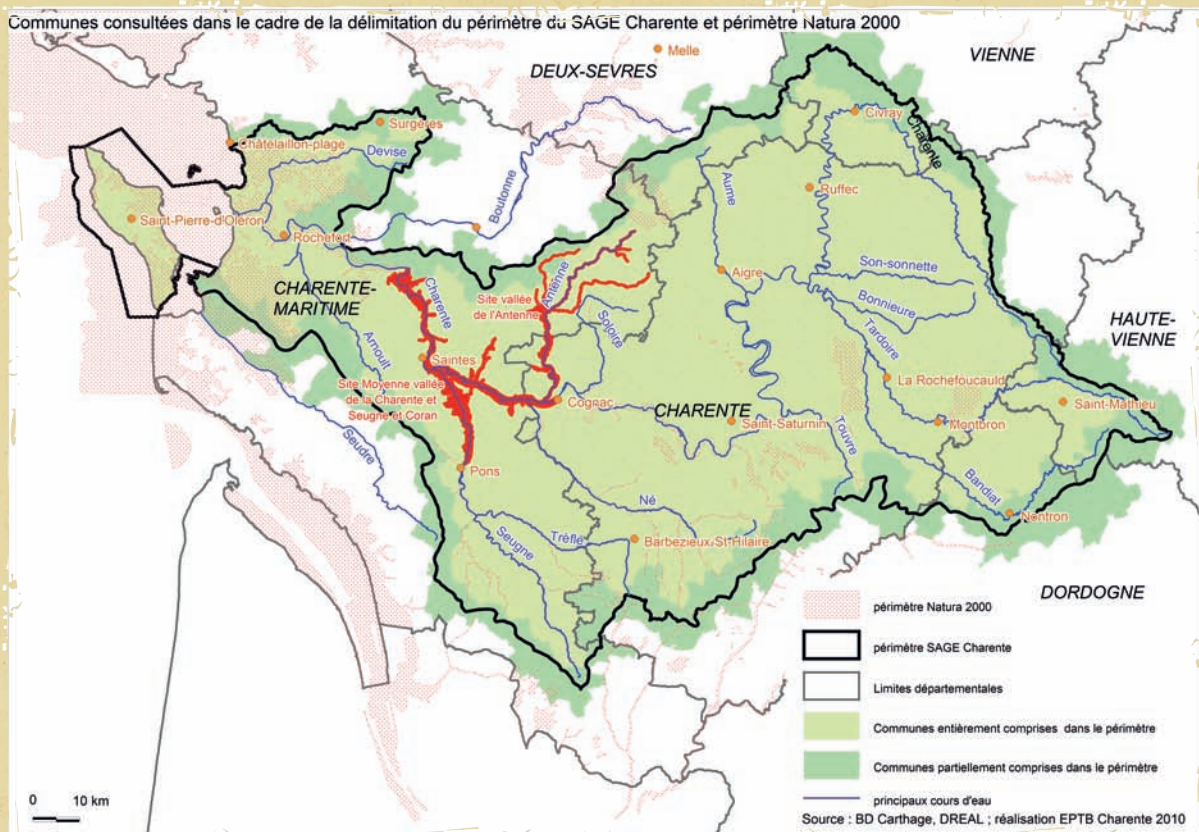 Communes consultées dans le cadre de la délimitation du périmètre du SAGE Charente et périmètre Natura 2000
Melle
DEUX-SEVRES
VIENNE
Surgères
Civray
Charente
Châtelaillon-plage
Devise
Boutonne
Aume
Ruffec
Saint-Pierre-d'Oléron
Rochefort
CHARENTE-
MARITIME
Charente
Antenne
Site vallée
de l'Antenne
Aigre
Son-sonnette
Bonnieure
Soloire
Tardoire
HAUTE-
VIENNE
Arnoult
Saintes
Site Moyenne vallée
de la Charente et
Seugne et Coran
La Rochefoucauld
Cognac
CHARENTE
Saint-Mathieu
Saint-Saturnin
Montbron
Touvre
Seudre
Pons
Bandiat
Né
Nontron
Seugne
Tréfle
Barbezieux St-Hilaire
DORDOGNE
périmètre Natura 2000
périmètre SAGE Charente
Limites départementales
Communes entièrement comprises dans le périmètre
Communes partiellement comprises dans le périmètre
principaux cours d'eau
0 10 km
Source : BD Carthage, DREAL ; réalisation EPTB Charente 2010